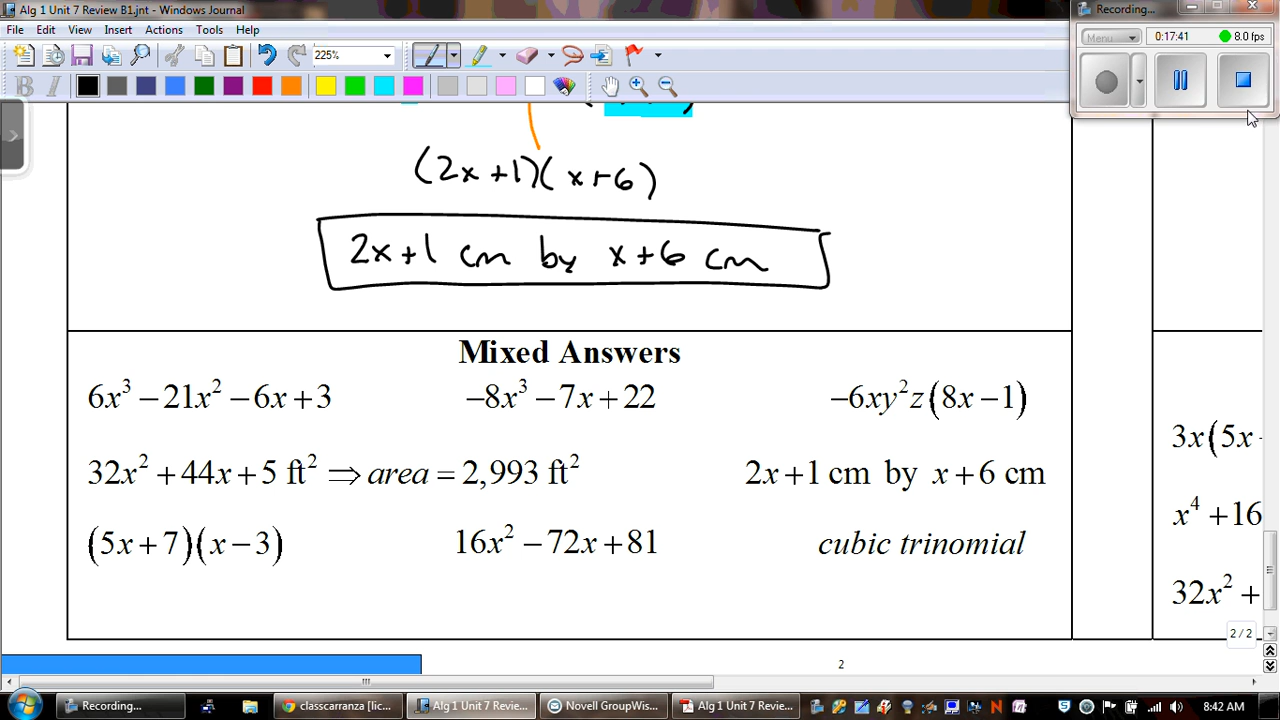 Alg 1 Unit 7 Review B1.jnt - Windows Journal
File Edit View Insert Actions Tools Help
225%
Recording...
Menu
0:17:41
8.0 fps
(2x+1)(x+6)
2x+1 cm by x+6 cm
Mixed Answers
6x³ − 21x² − 6x + 3
−8x³ − 7x + 22
−6xy²z(8x − 1)
32x² + 44x + 5 ft² ⇒ area = 2,993 ft²
2x + 1 cm by x + 6 cm
(5x + 7)(x − 3)
16x² − 72x + 81
cubic trinomial
3x(5x
x⁴ + 16
32x² +
2 / 2
2
Recording...
classcarranza [lic...
Alg 1 Unit 7 Revie...
Novell GroupWis...
Alg 1 Unit 7 Revie...
8:42 AM